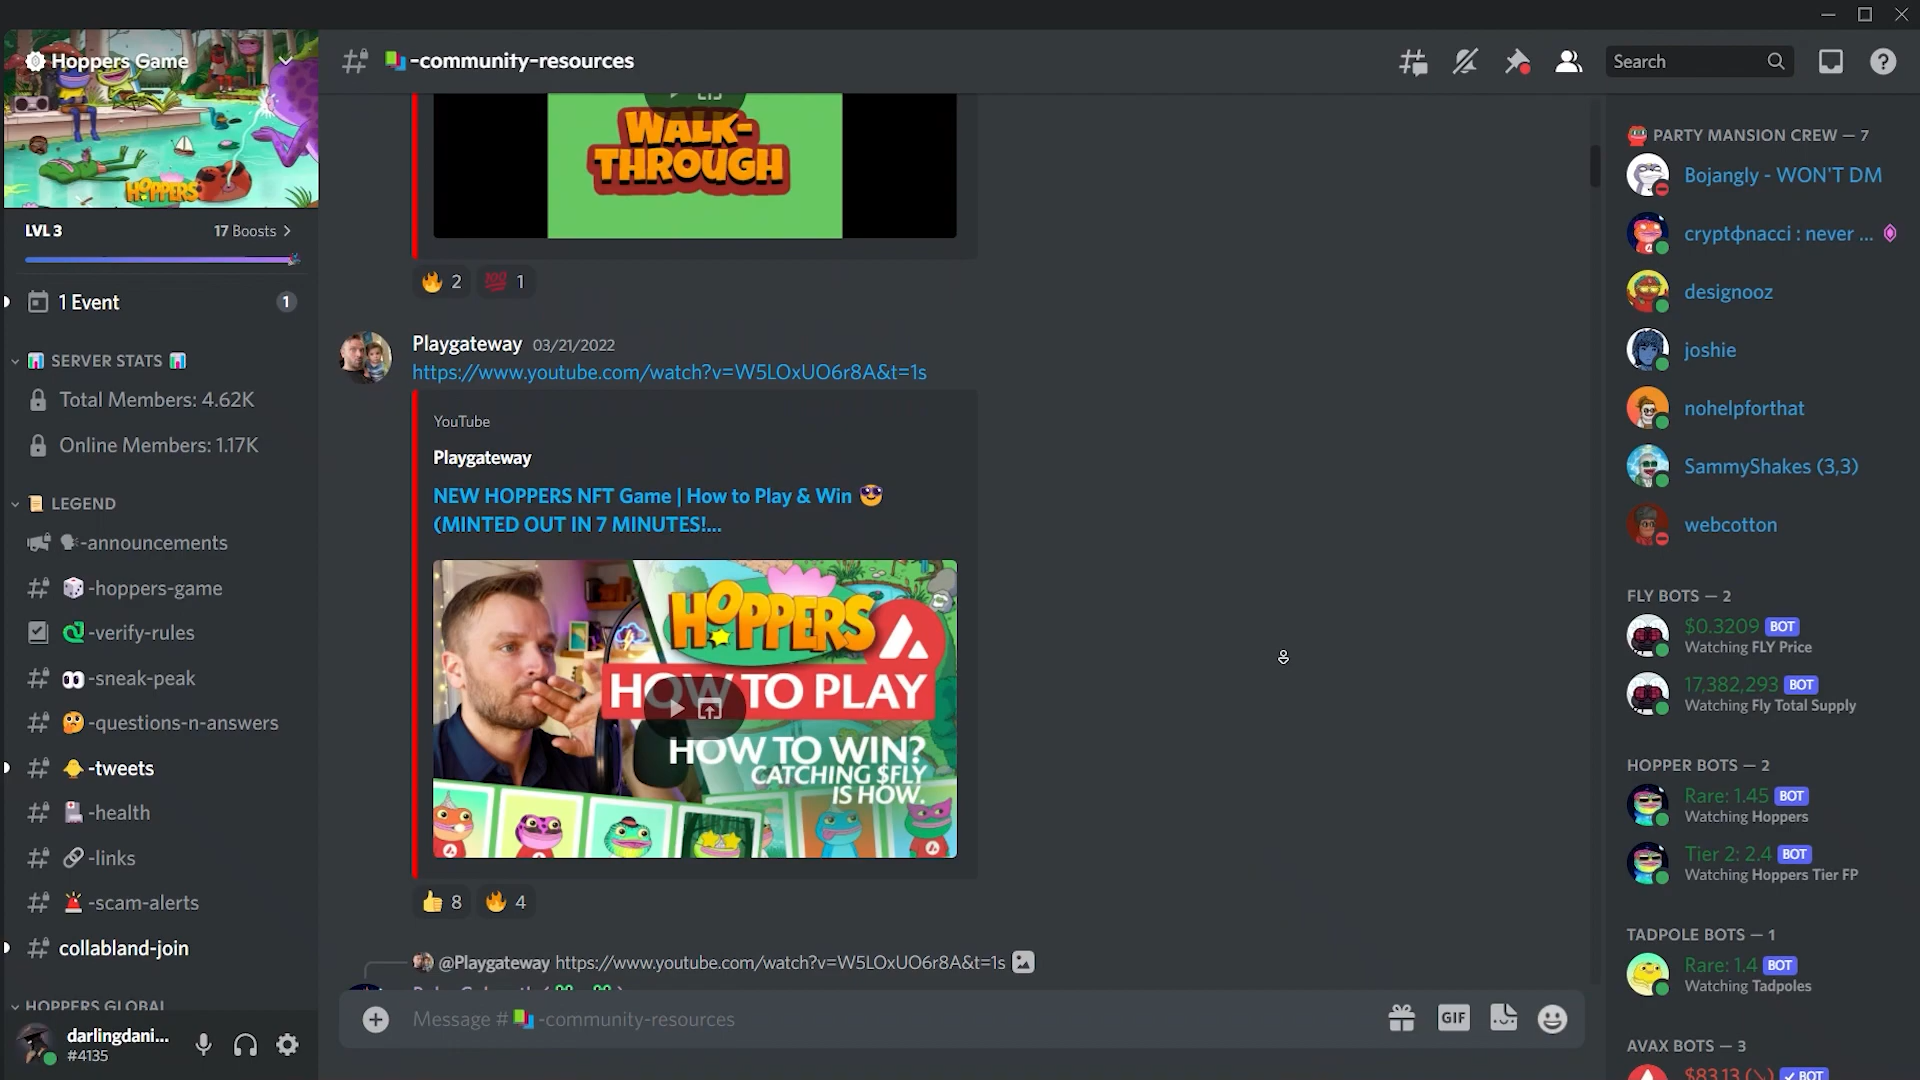 Hoppers Game
HOPPERS
LVL 3
17 Boosts
1 Event
1
SERVER STATS
Total Members: 4.62K
Online Members: 1.17K
LEGEND
-announcements
-hoppers-game
-verify-rules
-sneak-peak
-questions-n-answers
-tweets
-health
-links
-scam-alerts
collabland-join
HOPPERS GLOBAL
darlingdani...
#4135
-community-resources
Search
WALK-
THROUGH
2
100 1
Playgateway 03/21/2022
https://www.youtube.com/watch?v=W5LOxUO6r8A&t=1s
YouTube
Playgateway
NEW HOPPERS NFT Game | How to Play & Win
(MINTED OUT IN 7 MINUTES!...
HOPPERS
HOW TO PLAY
HOW TO WIN?
CATCHING $FLY
IS HOW.
8
4
@Playgateway https://www.youtube.com/watch?v=W5LOxUO6r8A&t=1s
Message # -community-resources
GIF
PARTY MANSION CREW — 7
Bojangly - WON'T DM
cryptфnacci : never ...
designooz
joshie
nohelpforthat
SammyShakes (3,3)
webcotton
FLY BOTS — 2
$0.3209 BOT
Watching FLY Price
17,382,293 BOT
Watching Fly Total Supply
HOPPER BOTS — 2
Rare: 1.45 BOT
Watching Hoppers
Tier 2: 2.4 BOT
Watching Hoppers Tier FP
TADPOLE BOTS — 1
Rare: 1.4 BOT
Watching Tadpoles
AVAX BOTS — 3
$83.13 (↘) BOT